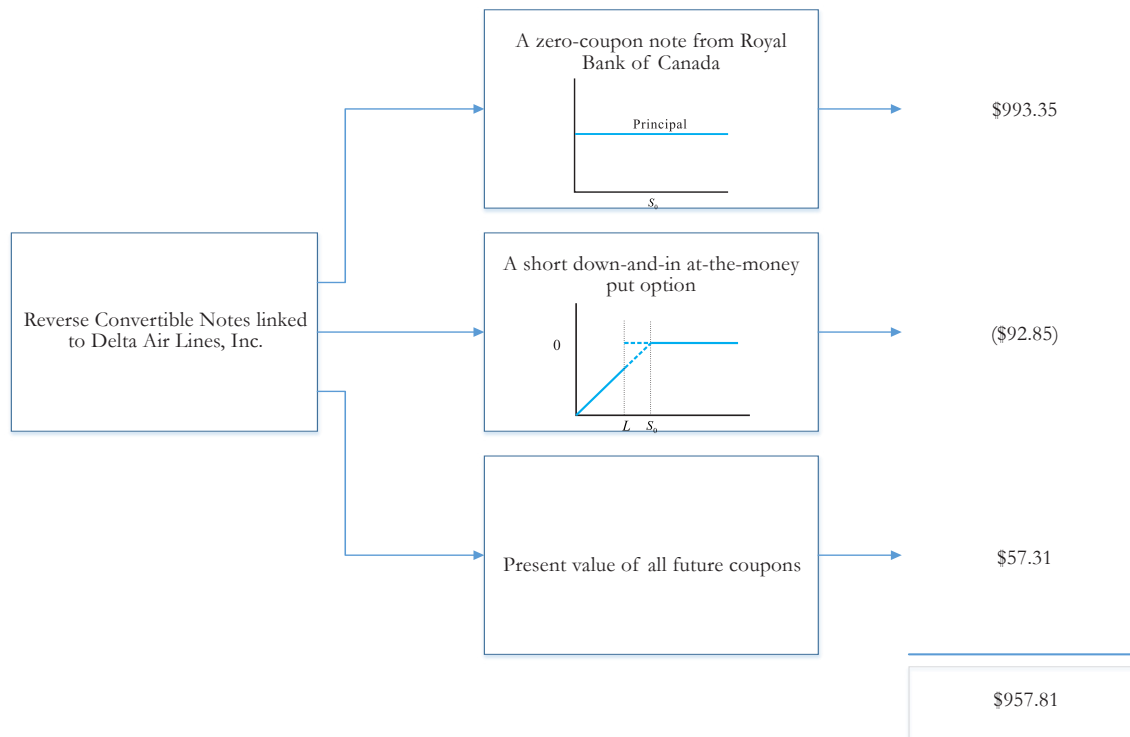 A zero-coupon note from Royal
Bank of Canada
Principal
S₀
$993.35
Reverse Convertible Notes linked
to Delta Air Lines, Inc.
A short down-and-in at-the-money
put option
0
L S₀
($92.85)
Present value of all future coupons
$57.31
$957.81